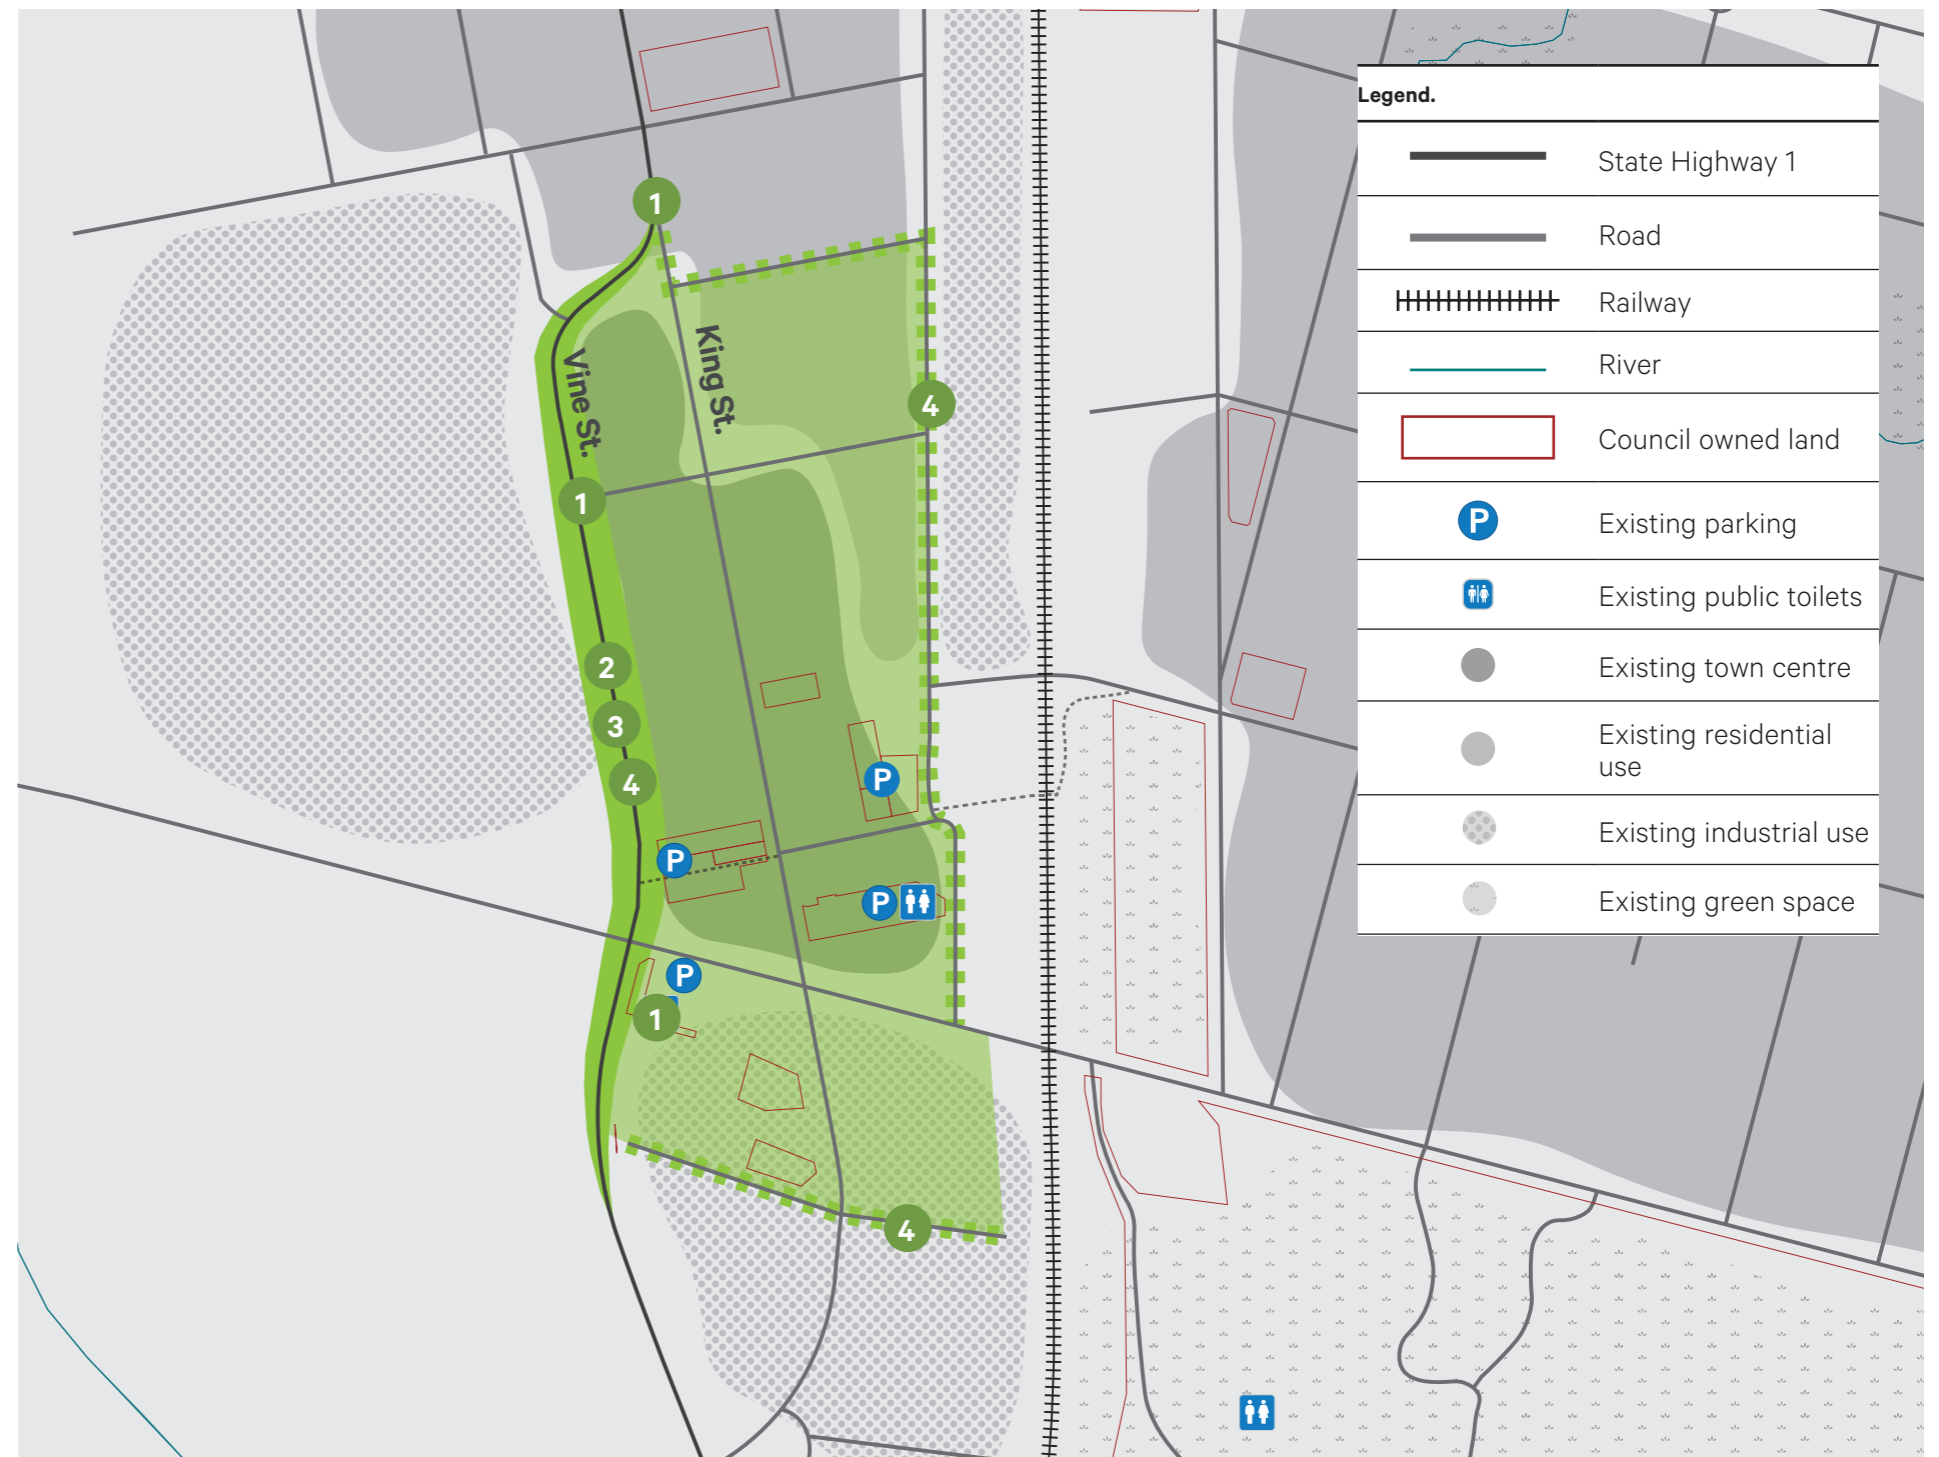 1
Vine St.
King St.
4
1
2
3
4
P
P
P
P
1
4
Legend.
State Highway 1
Road
Railway
River
Council owned land
P
Existing parking
Existing public toilets
Existing town centre
Existing residential
use
Existing industrial use
Existing green space